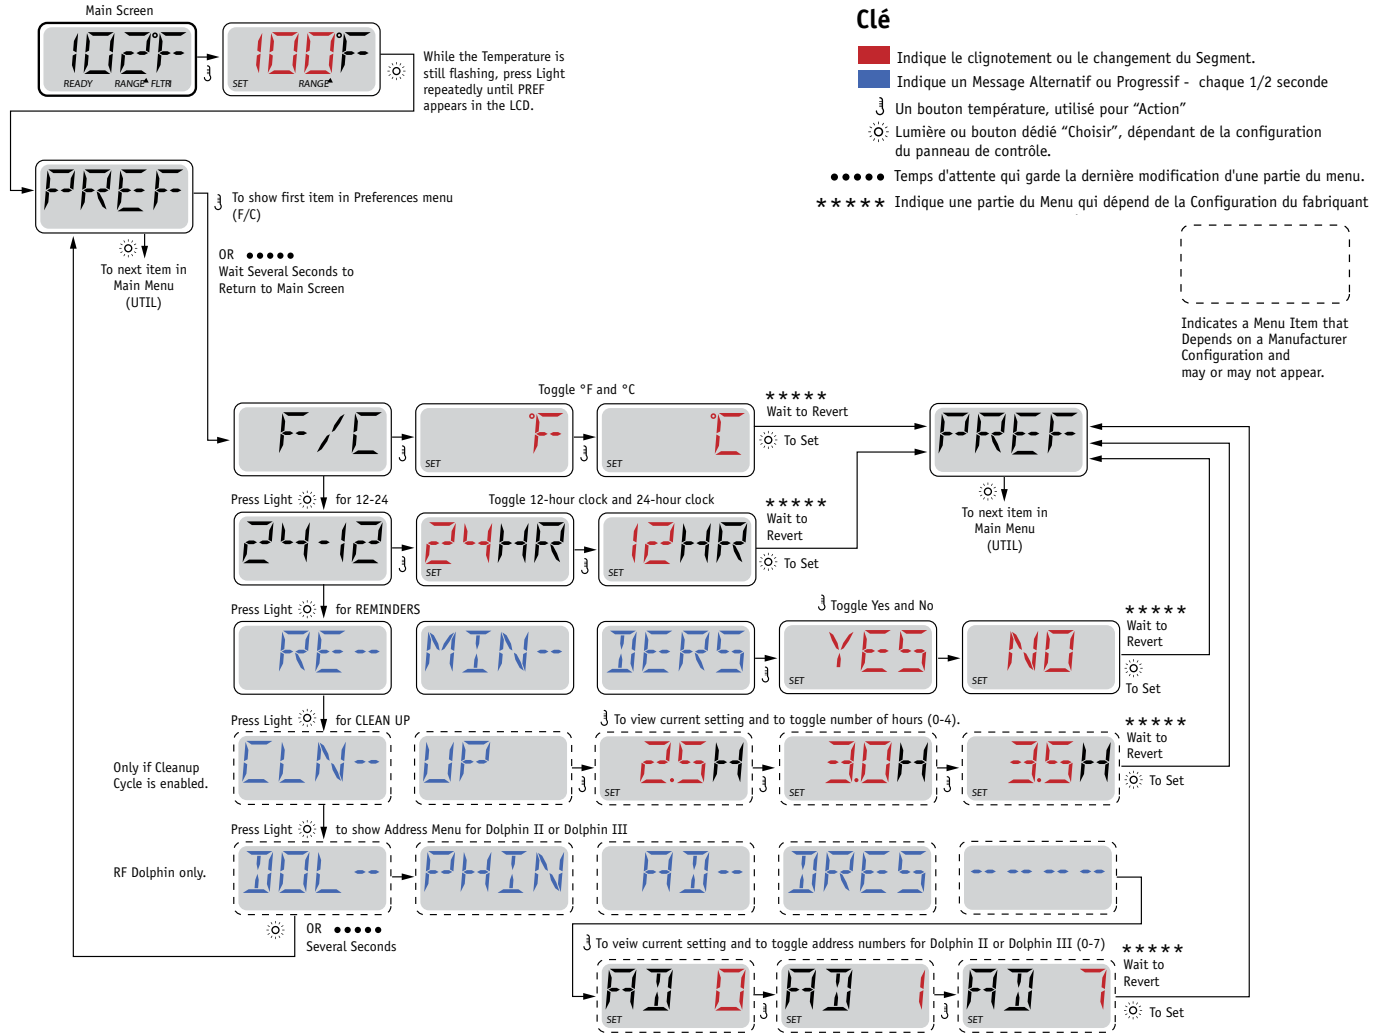 Main Screen
102°F
READY RANGE FLTR1
100°F
SET RANGE
While the Temperature is
still flashing, press Light
repeatedly until PREF
appears in the LCD.
Clé
Indique le clignotement ou le changement du Segment.
Indique un Message Alternatif ou Progressif - chaque 1/2 seconde
Un bouton température, utilisé pour “Action”
Lumière ou bouton dédié “Choisir”, dépendant de la configuration
du panneau de contrôle.
••••• Temps d'attente qui garde la dernière modification d'une partie du menu.
***** Indique une partie du Menu qui dépend de la Configuration du fabriquant
Indicates a Menu Item that
Depends on a Manufacturer
Configuration and
may or may not appear.
PREF
To show first item in Preferences menu
(F/C)
OR •••••
Wait Several Seconds to
Return to Main Screen
To next item in
Main Menu
(UTIL)
Toggle °F and °C
F/C
°F
SET
°C
SET
*****
Wait to Revert
To Set
PREF
To next item in
Main Menu
(UTIL)
Press Light for 12-24
Toggle 12-hour clock and 24-hour clock
24-12
24HR
SET
12HR
SET
*****
Wait to
Revert
To Set
Press Light for REMINDERS
Toggle Yes and No
RE--
MIN--
DERS
YES
SET
NO
SET
*****
Wait to
Revert
To Set
Press Light for CLEAN UP
To view current setting and to toggle number of hours (0-4).
Only if Cleanup
Cycle is enabled.
CLN--
UP
2.5H
SET
3.0H
SET
3.5H
SET
*****
Wait to
Revert
To Set
Press Light to show Address Menu for Dolphin II or Dolphin III
RF Dolphin only.
DOL--
PHIN
AD--
DRES
-- -- -- --
OR •••••
Several Seconds
To veiw current setting and to toggle address numbers for Dolphin II or Dolphin III (0-7)
AD 0
SET
AD 1
SET
AD 7
SET
*****
Wait to
Revert
To Set